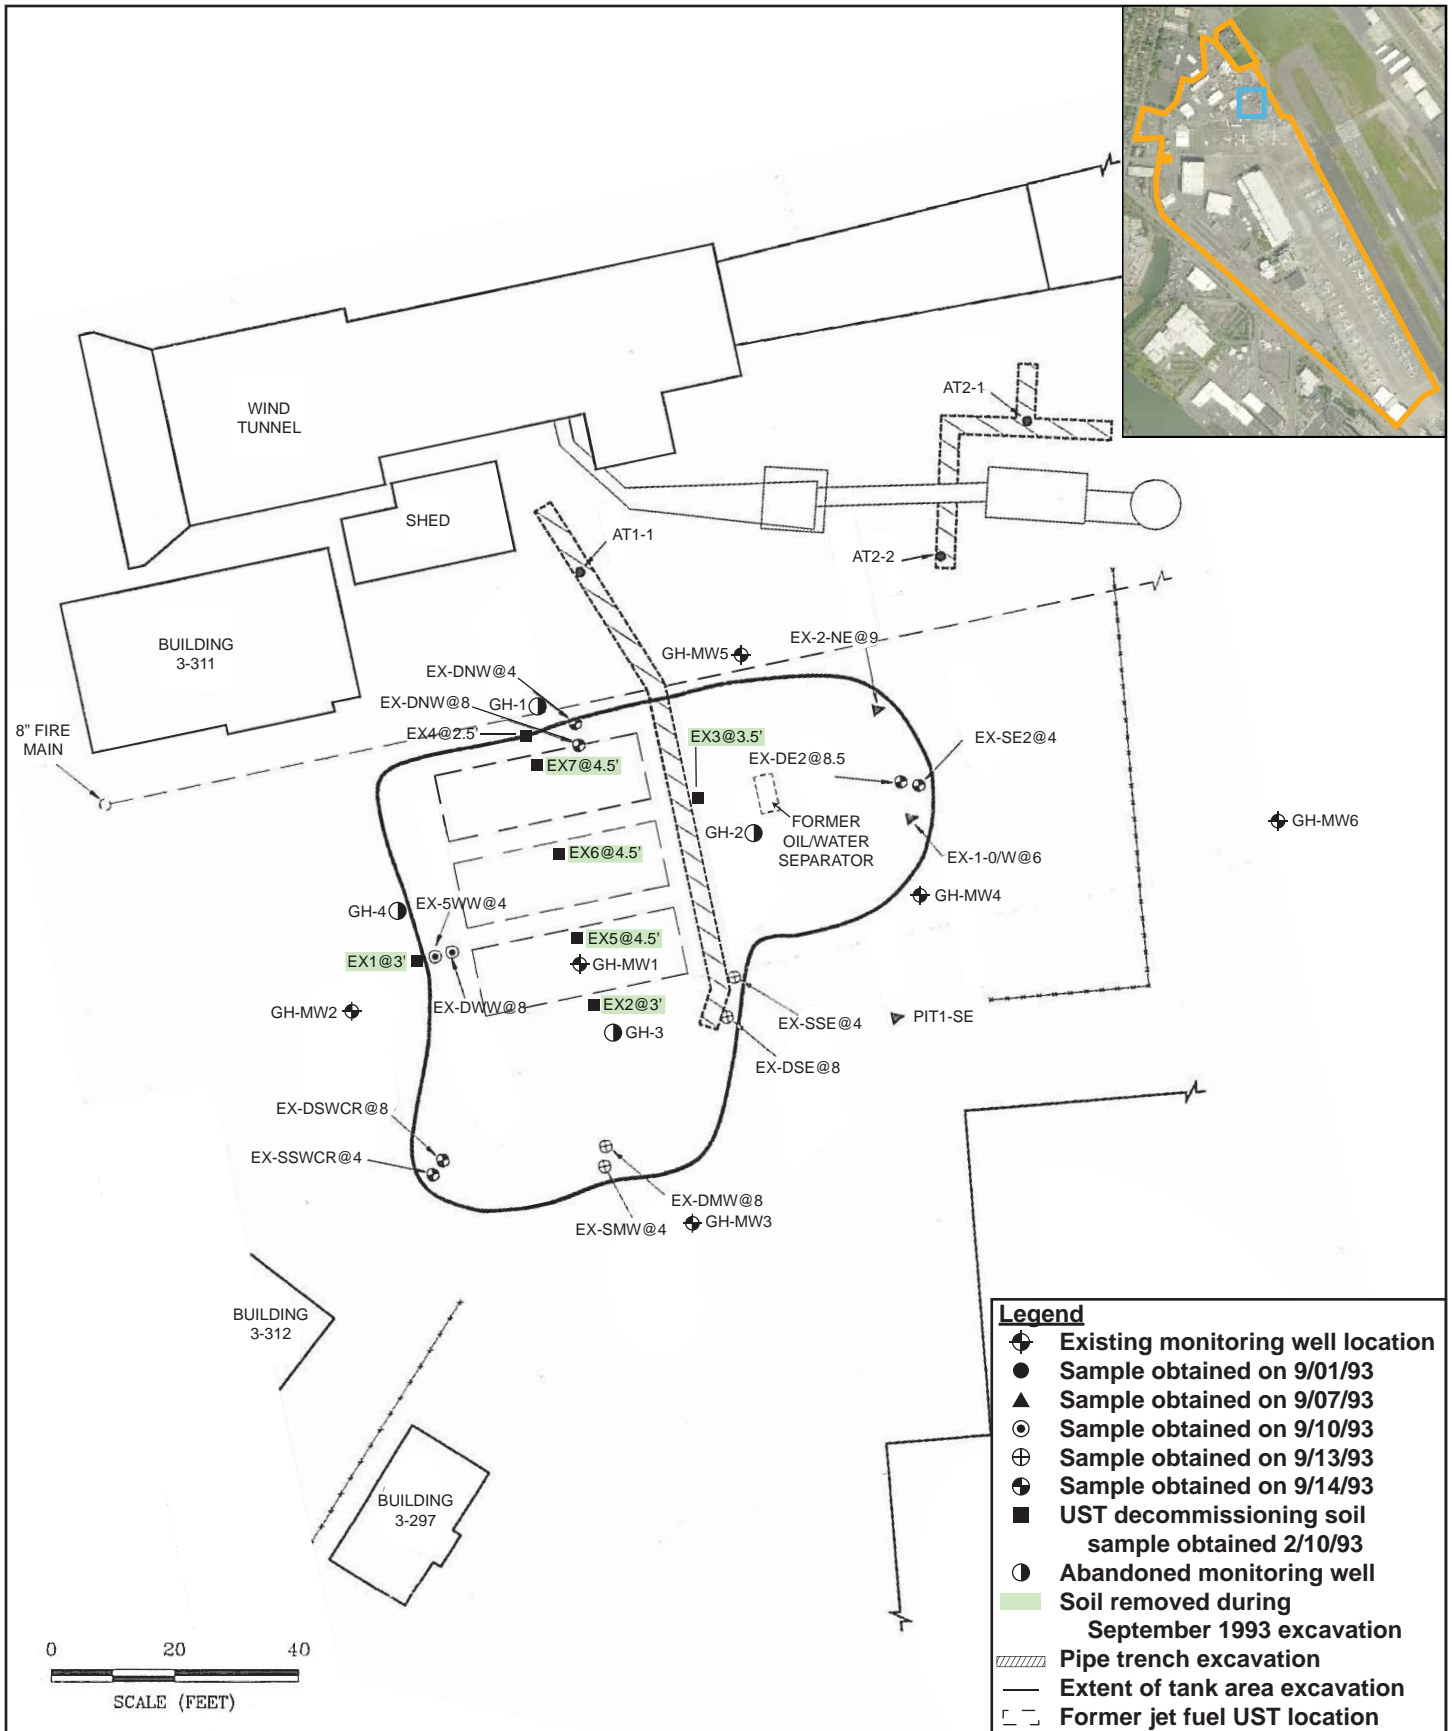 AT2-1
WIND
TUNNEL
SHED
AT1-1
AT2-2
BUILDING
3-311
EX-2-NE@9
GH-MW5
EX-DNW@4
EX-DNW@8
GH-1
EX4@2.5'
8" FIRE
MAIN
EX3@3.5'
EX-SE2@4
EX-DE2@8.5
EX7@4.5'
FORMER
OIL/WATER
SEPARATOR
GH-2
GH-MW6
EX6@4.5'
EX-1-0/W@6
GH-MW4
GH-4
EX-5WW@4
EX5@4.5'
EX1@3'
GH-MW1
EX-DWW@8
EX2@3'
GH-MW2
EX-SSE@4
PIT1-SE
GH-3
EX-DSE@8
EX-DSWCR@8
EX-SSWCR@4
EX-DMW@8
EX-SMW@4
GH-MW3
BUILDING
3-312
BUILDING
3-297
Legend
Existing monitoring well location
Sample obtained on 9/01/93
Sample obtained on 9/07/93
Sample obtained on 9/10/93
Sample obtained on 9/13/93
Sample obtained on 9/14/93
UST decommissioning soil
sample obtained 2/10/93
Abandoned monitoring well
Soil removed during
September 1993 excavation
Pipe trench excavation
Extent of tank area excavation
Former jet fuel UST location
0 20 40
SCALE (FEET)